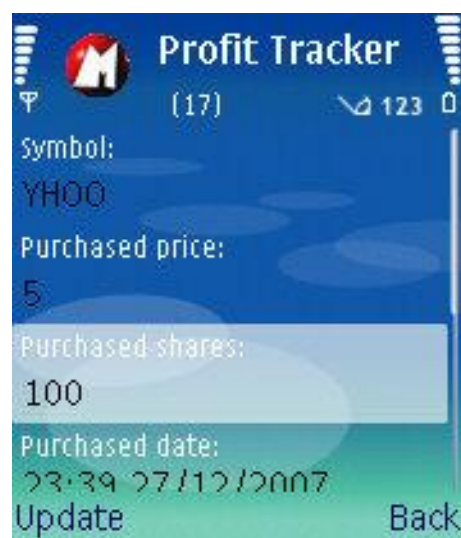 Profit Tracker
(17)
123
Symbol:
YHOO
Purchased price:
5
Purchased shares:
100
Purchased date:
23:39 27/12/2007
Update Back